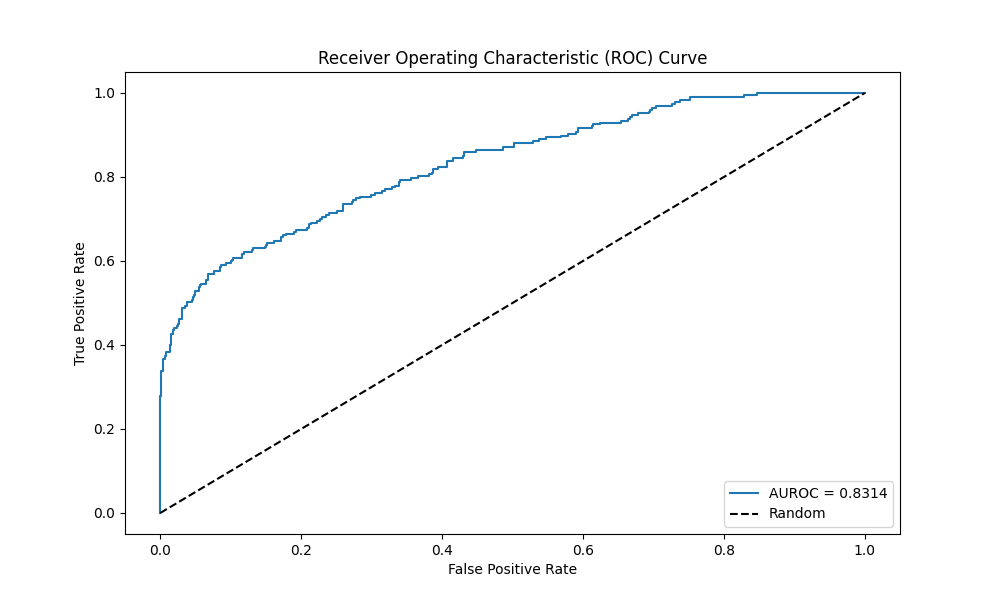 Receiver Operating Characteristic (ROC) Curve
True Positive Rate
1.0
0.8
0.6
0.4
0.2
0.0
0.0 0.2 0.4 0.6 0.8 1.0
False Positive Rate
AUROC = 0.8314
Random